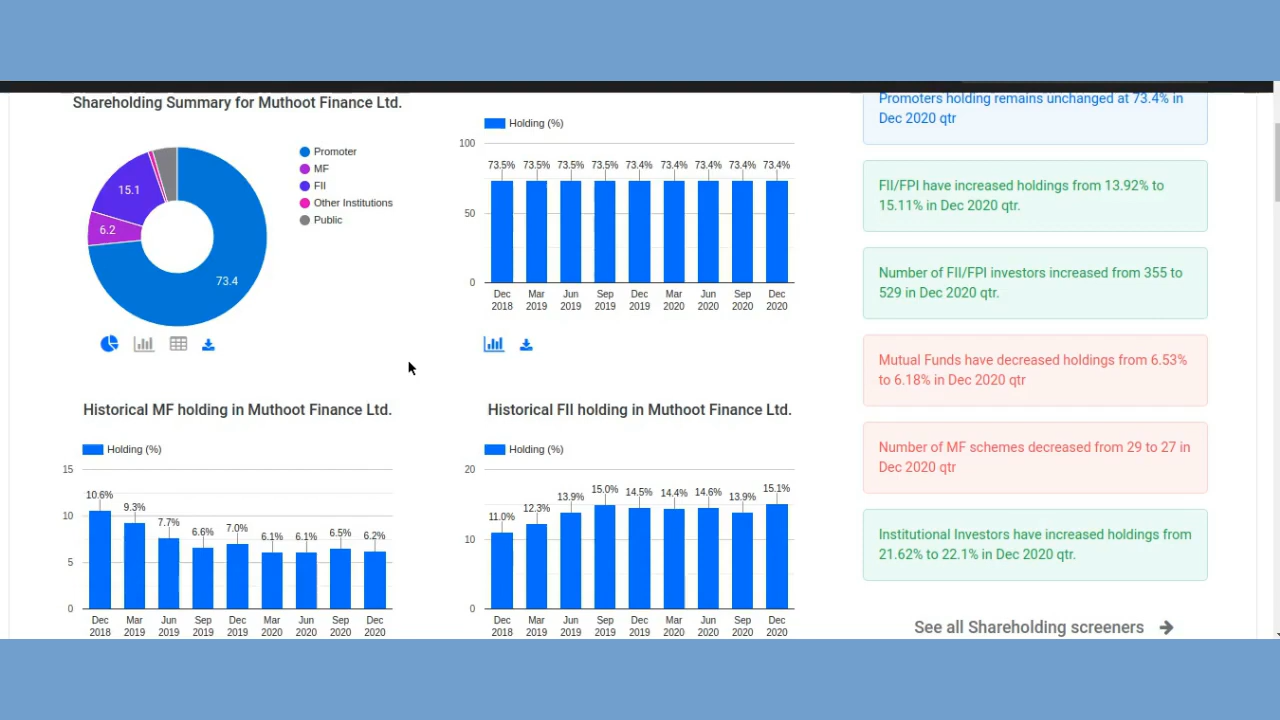 Shareholding Summary for Muthoot Finance Ltd.
Promoter
MF
FII
Other Institutions
Public
15.1
6.2
73.4
Holding (%)
100
50
0
73.5% 73.5% 73.5% 73.5% 73.4% 73.4% 73.4% 73.4% 73.4%
Dec Mar Jun Sep Dec Mar Jun Sep Dec
2018 2019 2019 2019 2019 2020 2020 2020 2020
Historical MF holding in Muthoot Finance Ltd.
Holding (%)
15
10
5
0
10.6% 9.3% 7.7% 6.6% 7.0% 6.1% 6.1% 6.5% 6.2%
Dec Mar Jun Sep Dec Mar Jun Sep Dec
2018 2019 2019 2019 2019 2020 2020 2020 2020
Historical FII holding in Muthoot Finance Ltd.
Holding (%)
20
10
0
11.0% 12.3% 13.9% 15.0% 14.5% 14.4% 14.6% 13.9% 15.1%
Dec Mar Jun Sep Dec Mar Jun Sep Dec
2018 2019 2019 2019 2019 2020 2020 2020 2020
Promoters holding remains unchanged at 73.4% in
Dec 2020 qtr
FII/FPI have increased holdings from 13.92% to
15.11% in Dec 2020 qtr.
Number of FII/FPI investors increased from 355 to
529 in Dec 2020 qtr.
Mutual Funds have decreased holdings from 6.53%
to 6.18% in Dec 2020 qtr
Number of MF schemes decreased from 29 to 27 in
Dec 2020 qtr
Institutional Investors have increased holdings from
21.62% to 22.1% in Dec 2020 qtr.
See all Shareholding screeners